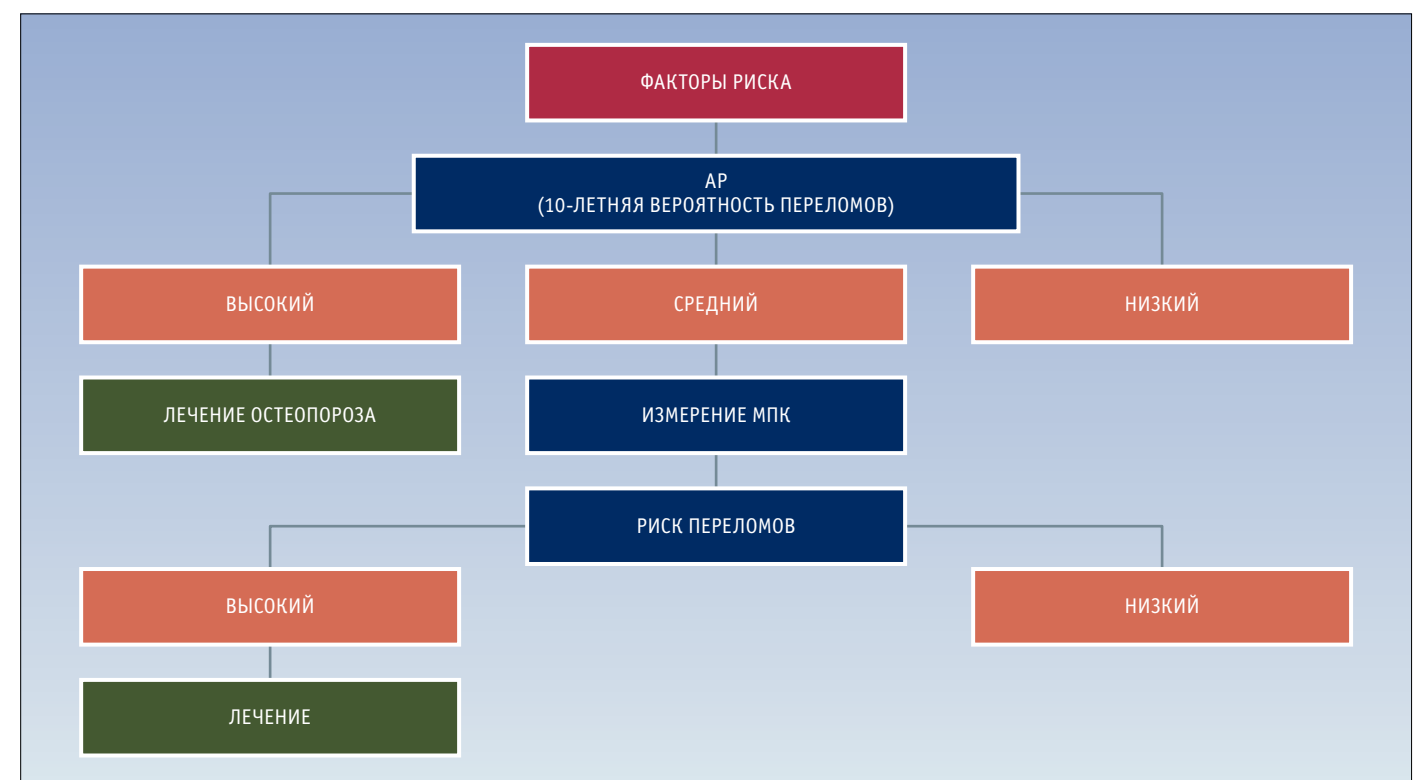 ФАКТОРЫ РИСКА
АР
(10-ЛЕТНЯЯ ВЕРОЯТНОСТЬ ПЕРЕЛОМОВ)
ВЫСОКИЙ
СРЕДНИЙ
НИЗКИЙ
ЛЕЧЕНИЕ ОСТЕОПОРОЗА
ИЗМЕРЕНИЕ МПК
РИСК ПЕРЕЛОМОВ
ВЫСОКИЙ
НИЗКИЙ
ЛЕЧЕНИЕ